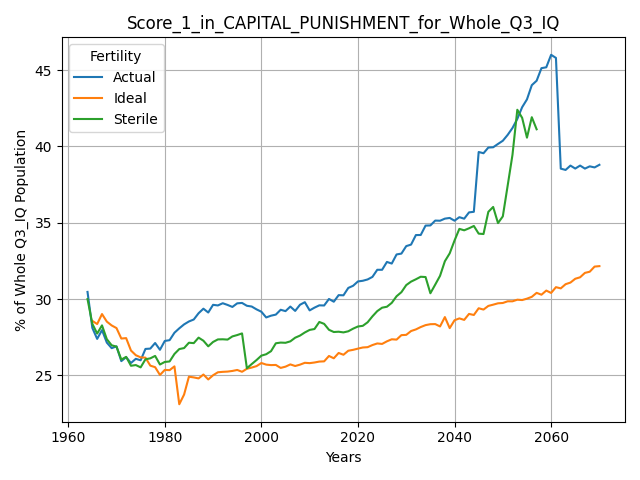 Score_1_in_CAPITAL_PUNISHMENT_for_Whole_Q3_IQ
Fertility
Actual
Ideal
Sterile
% of Whole Q3_IQ Population
45
40
35
30
25
1960
1980
2000
2020
2040
2060
Years